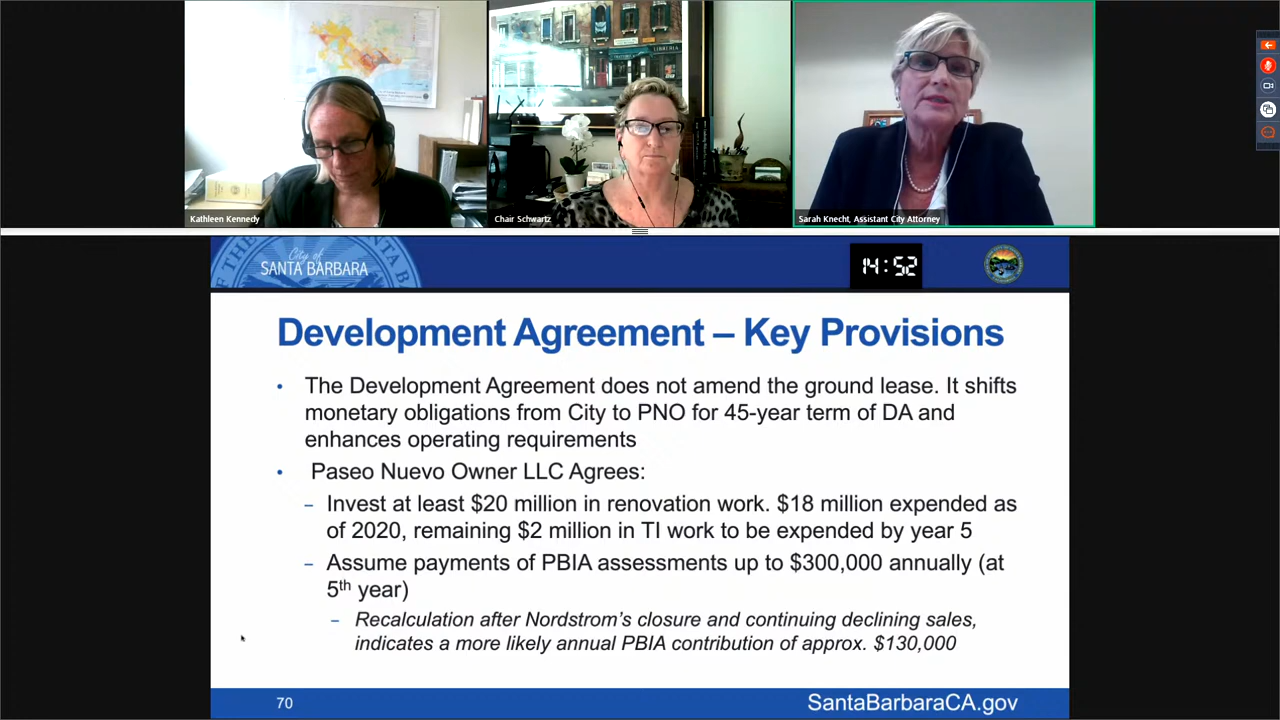 LIBRERIA
Kathleen Kennedy
Chair Schwartz
Sarah Knecht, Assistant City Attorney
City of
SANTA BARBARA
14:52
Development Agreement – Key Provisions
• The Development Agreement does not amend the ground lease. It shifts
monetary obligations from City to PNO for 45-year term of DA and
enhances operating requirements
• Paseo Nuevo Owner LLC Agrees:
– Invest at least $20 million in renovation work. $18 million expended as
of 2020, remaining $2 million in TI work to be expended by year 5
– Assume payments of PBIA assessments up to $300,000 annually (at
5th year)
– Recalculation after Nordstrom's closure and continuing declining sales,
indicates a more likely annual PBIA contribution of approx. $130,000
70
SantaBarbaraCA.gov